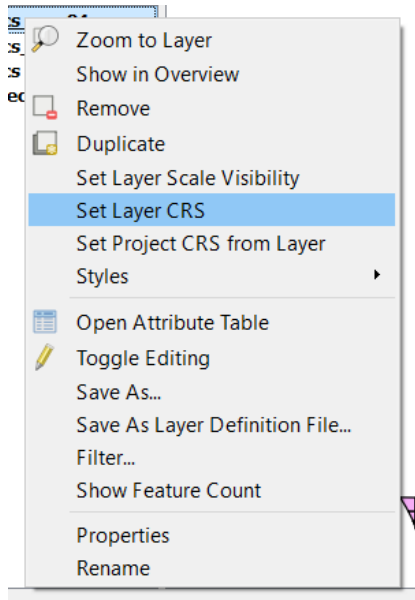 Zoom to Layer
Show in Overview
Remove
Duplicate
Set Layer Scale Visibility
Set Layer CRS
Set Project CRS from Layer
Styles
Open Attribute Table
Toggle Editing
Save As...
Save As Layer Definition File...
Filter...
Show Feature Count
Properties
Rename